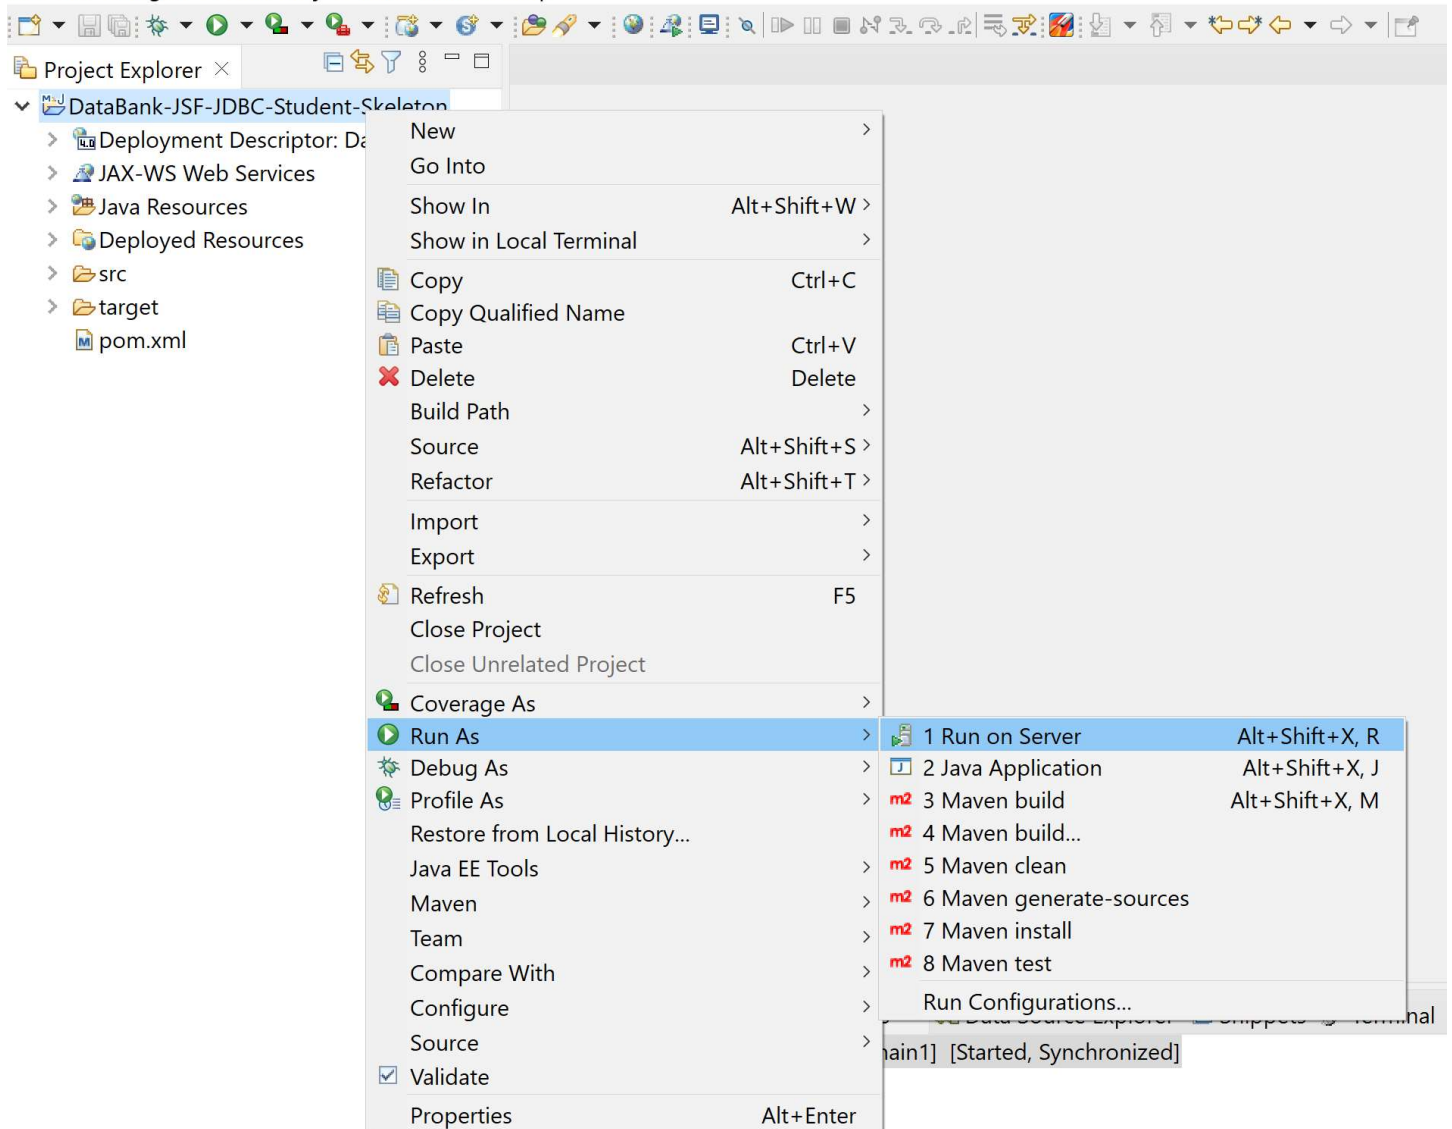 Project Explorer
DataBank-JSF-JDBC-Student-Skeleton
Deployment Descriptor: Da
JAX-WS Web Services
Java Resources
Deployed Resources
src
target
pom.xml
New
Go Into
Show In Alt+Shift+W
Show in Local Terminal
Copy Ctrl+C
Copy Qualified Name
Paste Ctrl+V
Delete Delete
Build Path
Source Alt+Shift+S
Refactor Alt+Shift+T
Import
Export
Refresh F5
Close Project
Close Unrelated Project
Coverage As
Run As
Debug As
Profile As
Restore from Local History...
Java EE Tools
Maven
Team
Compare With
Configure
Source
Validate
Properties Alt+Enter
1 Run on Server Alt+Shift+X, R
2 Java Application Alt+Shift+X, J
3 Maven build Alt+Shift+X, M
4 Maven build...
5 Maven clean
6 Maven generate-sources
7 Maven install
8 Maven test
Run Configurations...
Data Source Explorer Snippets Terminal
ain1] [Started, Synchronized]